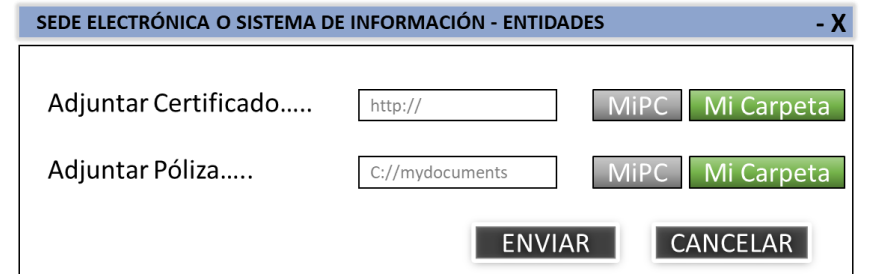 SEDE ELECTRÓNICA O SISTEMA DE INFORMACIÓN - ENTIDADES - X
Adjuntar Certificado..... http:// MiPC Mi Carpeta
Adjuntar Póliza..... C://mydocuments MiPC Mi Carpeta
ENVIAR CANCELAR